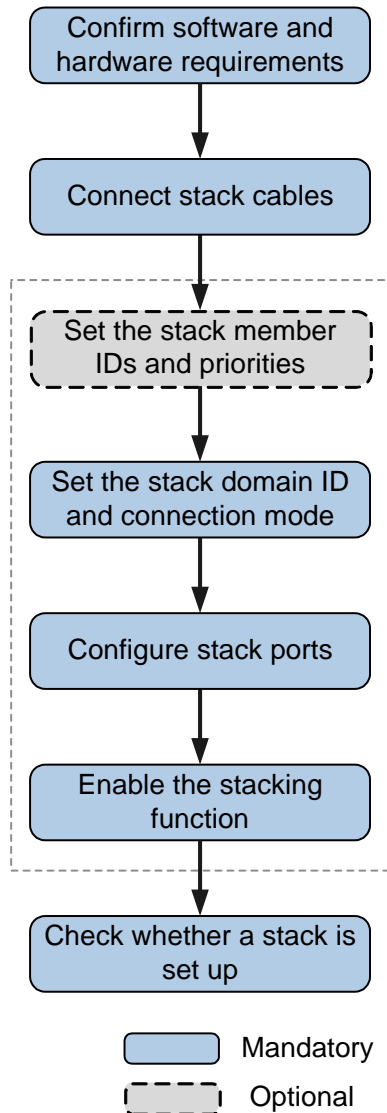 Confirm software and
hardware requirements
Connect stack cables
Set the stack member
IDs and priorities
Set the stack domain ID
and connection mode
Configure stack ports
Enable the stacking
function
Check whether a stack is
set up
Mandatory
Optional